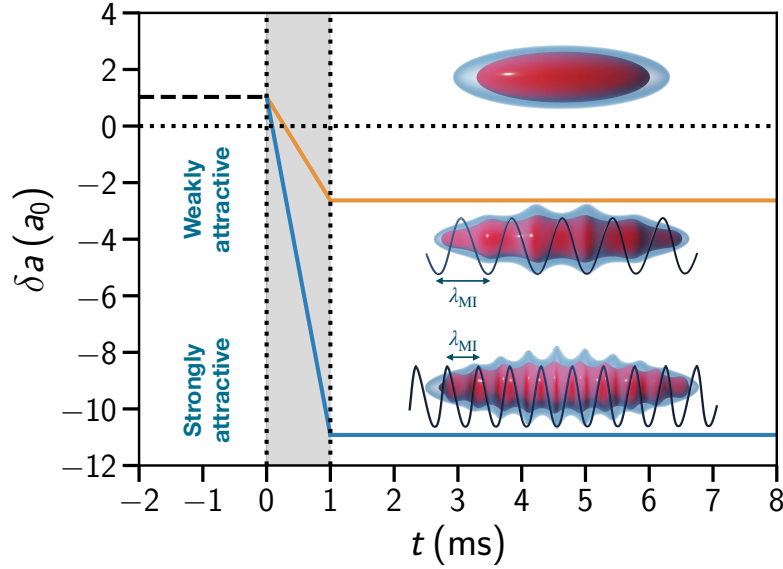 4
2
0
−2
−4
−6
−8
−10
−12
δa (a₀)
Weakly
attractive
Strongly
attractive
λMI
λMI
−2
−1
0
1
2
3
4
5
6
7
8
t (ms)